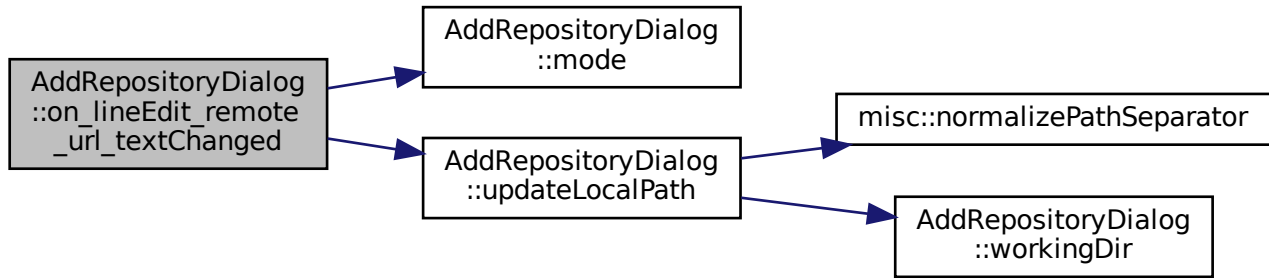 AddRepositoryDialog
::on_lineEdit_remote
_url_textChanged
AddRepositoryDialog
::mode
AddRepositoryDialog
::updateLocalPath
misc::normalizePathSeparator
AddRepositoryDialog
::workingDir